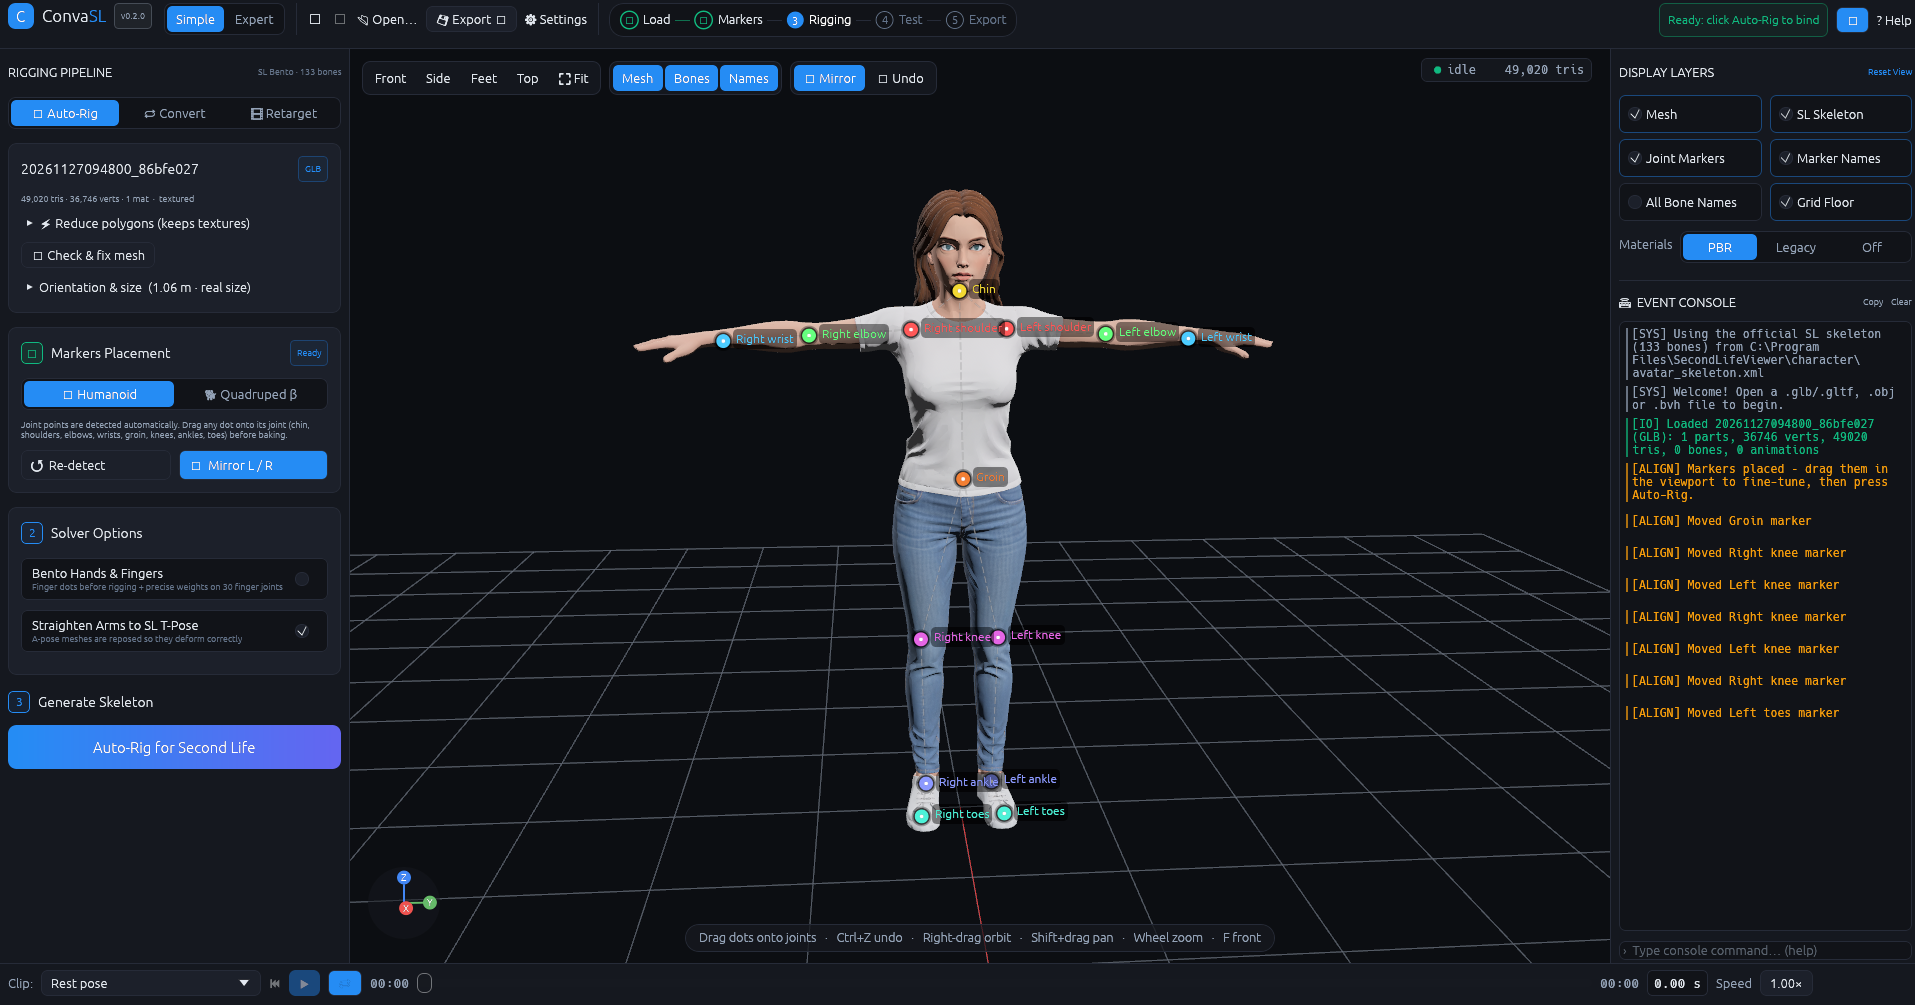 C ConvaSL v0.2.0 Simple Expert Open... Export Settings Load Markers 3 Rigging 4 Test 5 Export Ready: click Auto-Rig to bind ? Help
RIGGING PIPELINE SL Bento · 133 bones
Auto-Rig Convert Retarget
20261127094800_86bfe027 GLB
49,020 tris · 36,746 verts · 1 mat · textured
Reduce polygons (keeps textures)
Check & fix mesh
Orientation & size (1.06 m · real size)
Markers Placement Ready
Humanoid Quadruped β
Joint points are detected automatically. Drag any dot onto its joint (chin,
shoulders, elbows, wrists, groin, knees, ankles, toes) before baking.
Re-detect Mirror L / R
2 Solver Options
Bento Hands & Fingers
Finger dots before rigging + precise weights on 30 finger joints
Straighten Arms to SL T-Pose
A-pose meshes are reposed so they deform correctly
3 Generate Skeleton
Auto-Rig for Second Life
Front Side Feet Top Fit Mesh Bones Names Mirror Undo
idle 49,020 tris
Chin
Right wrist Right elbow Right shoulder Left shoulder Left elbow Left wrist
Groin
Right knee Left knee
Right ankle Left ankle
Right toes Left toes
Z
X Y
Drag dots onto joints · Ctrl+Z undo · Right-drag orbit · Shift+drag pan · Wheel zoom · F front
DISPLAY LAYERS Reset View
Mesh SL Skeleton
Joint Markers Marker Names
All Bone Names Grid Floor
Materials PBR Legacy Off
EVENT CONSOLE Copy Clear
[SYS] Using the official SL skeleton
(133 bones) from C:\Program
Files\SecondLifeViewer\character\
avatar_skeleton.xml
[SYS] Welcome! Open a .glb/.gltf, .obj
or .bvh file to begin.
[IO] Loaded 20261127094800_86bfe027
(GLB): 1 parts, 36746 verts, 49020
tris, 0 bones, 0 animations
[ALIGN] Markers placed - drag them in
the viewport to fine-tune, then press
Auto-Rig.
[ALIGN] Moved Groin marker
[ALIGN] Moved Right knee marker
[ALIGN] Moved Left knee marker
[ALIGN] Moved Right knee marker
[ALIGN] Moved Left knee marker
[ALIGN] Moved Right knee marker
[ALIGN] Moved Left toes marker
› Type console command... (help)
Clip: Rest pose 00:00 00:00 0.00 s Speed 1.00×